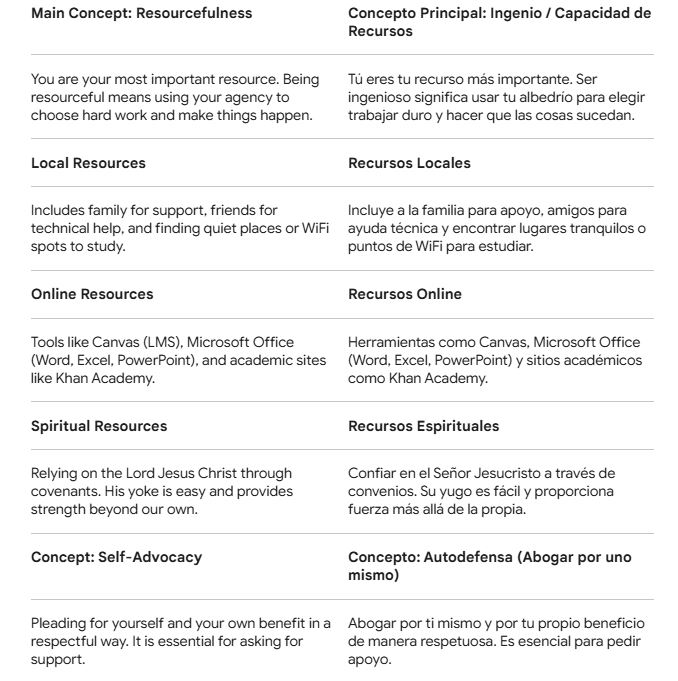 Main Concept: Resourcefulness
Concepto Principal: Ingenio / Capacidad de
Recursos
You are your most important resource. Being
resourceful means using your agency to
choose hard work and make things happen.
Tú eres tu recurso más importante. Ser
ingenioso significa usar tu albedrío para elegir
trabajar duro y hacer que las cosas sucedan.
Local Resources
Recursos Locales
Includes family for support, friends for
technical help, and finding quiet places or WiFi
spots to study.
Incluye a la familia para apoyo, amigos para
ayuda técnica y encontrar lugares tranquilos o
puntos de WiFi para estudiar.
Online Resources
Recursos Online
Tools like Canvas (LMS), Microsoft Office
(Word, Excel, PowerPoint), and academic sites
like Khan Academy.
Herramientas como Canvas, Microsoft Office
(Word, Excel, PowerPoint) y sitios académicos
como Khan Academy.
Spiritual Resources
Recursos Espirituales
Relying on the Lord Jesus Christ through
covenants. His yoke is easy and provides
strength beyond our own.
Confiar en el Señor Jesucristo a través de
convenios. Su yugo es fácil y proporciona
fuerza más allá de la propia.
Concept: Self-Advocacy
Concepto: Autodefensa (Abogar por uno
mismo)
Pleading for yourself and your own benefit in a
respectful way. It is essential for asking for
support.
Abogar por ti mismo y por tu propio beneficio
de manera respetuosa. Es esencial para pedir
apoyo.